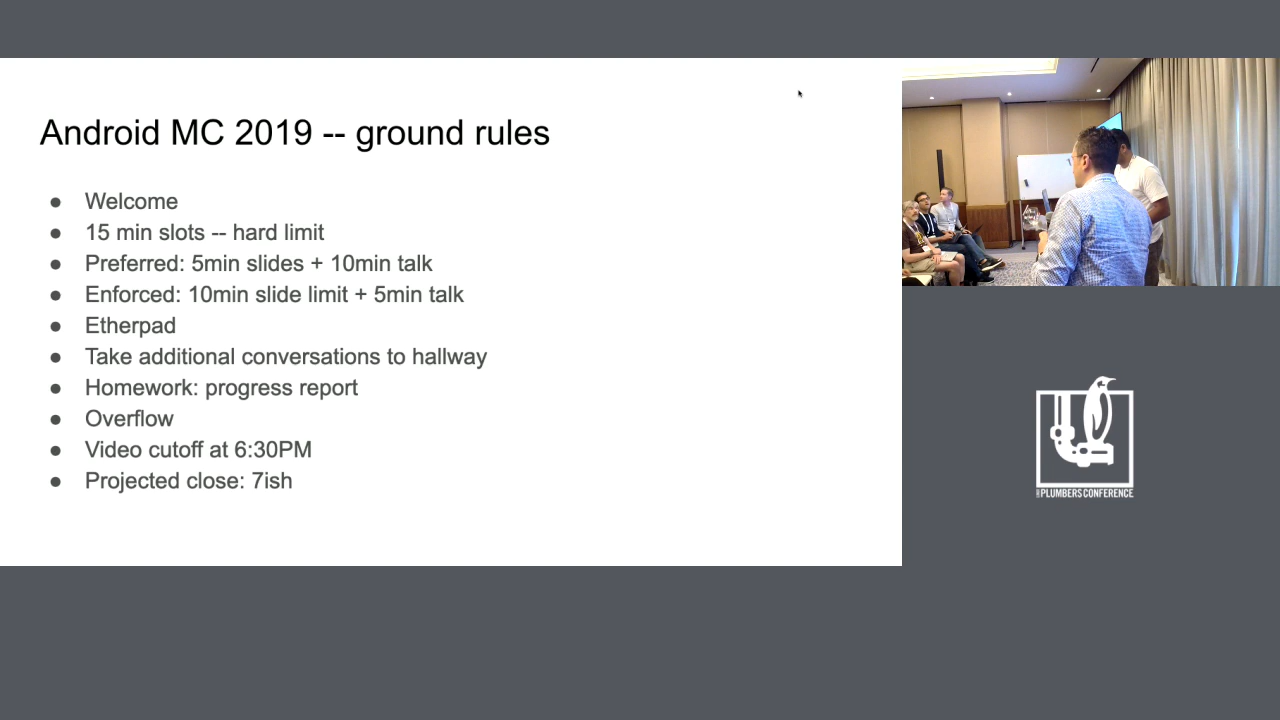 Android MC 2019 -- ground rules
● Welcome
● 15 min slots -- hard limit
● Preferred: 5min slides + 10min talk
● Enforced: 10min slide limit + 5min talk
● Etherpad
● Take additional conversations to hallway
● Homework: progress report
● Overflow
● Video cutoff at 6:30PM
● Projected close: 7ish
PLUMBERS CONFERENCE